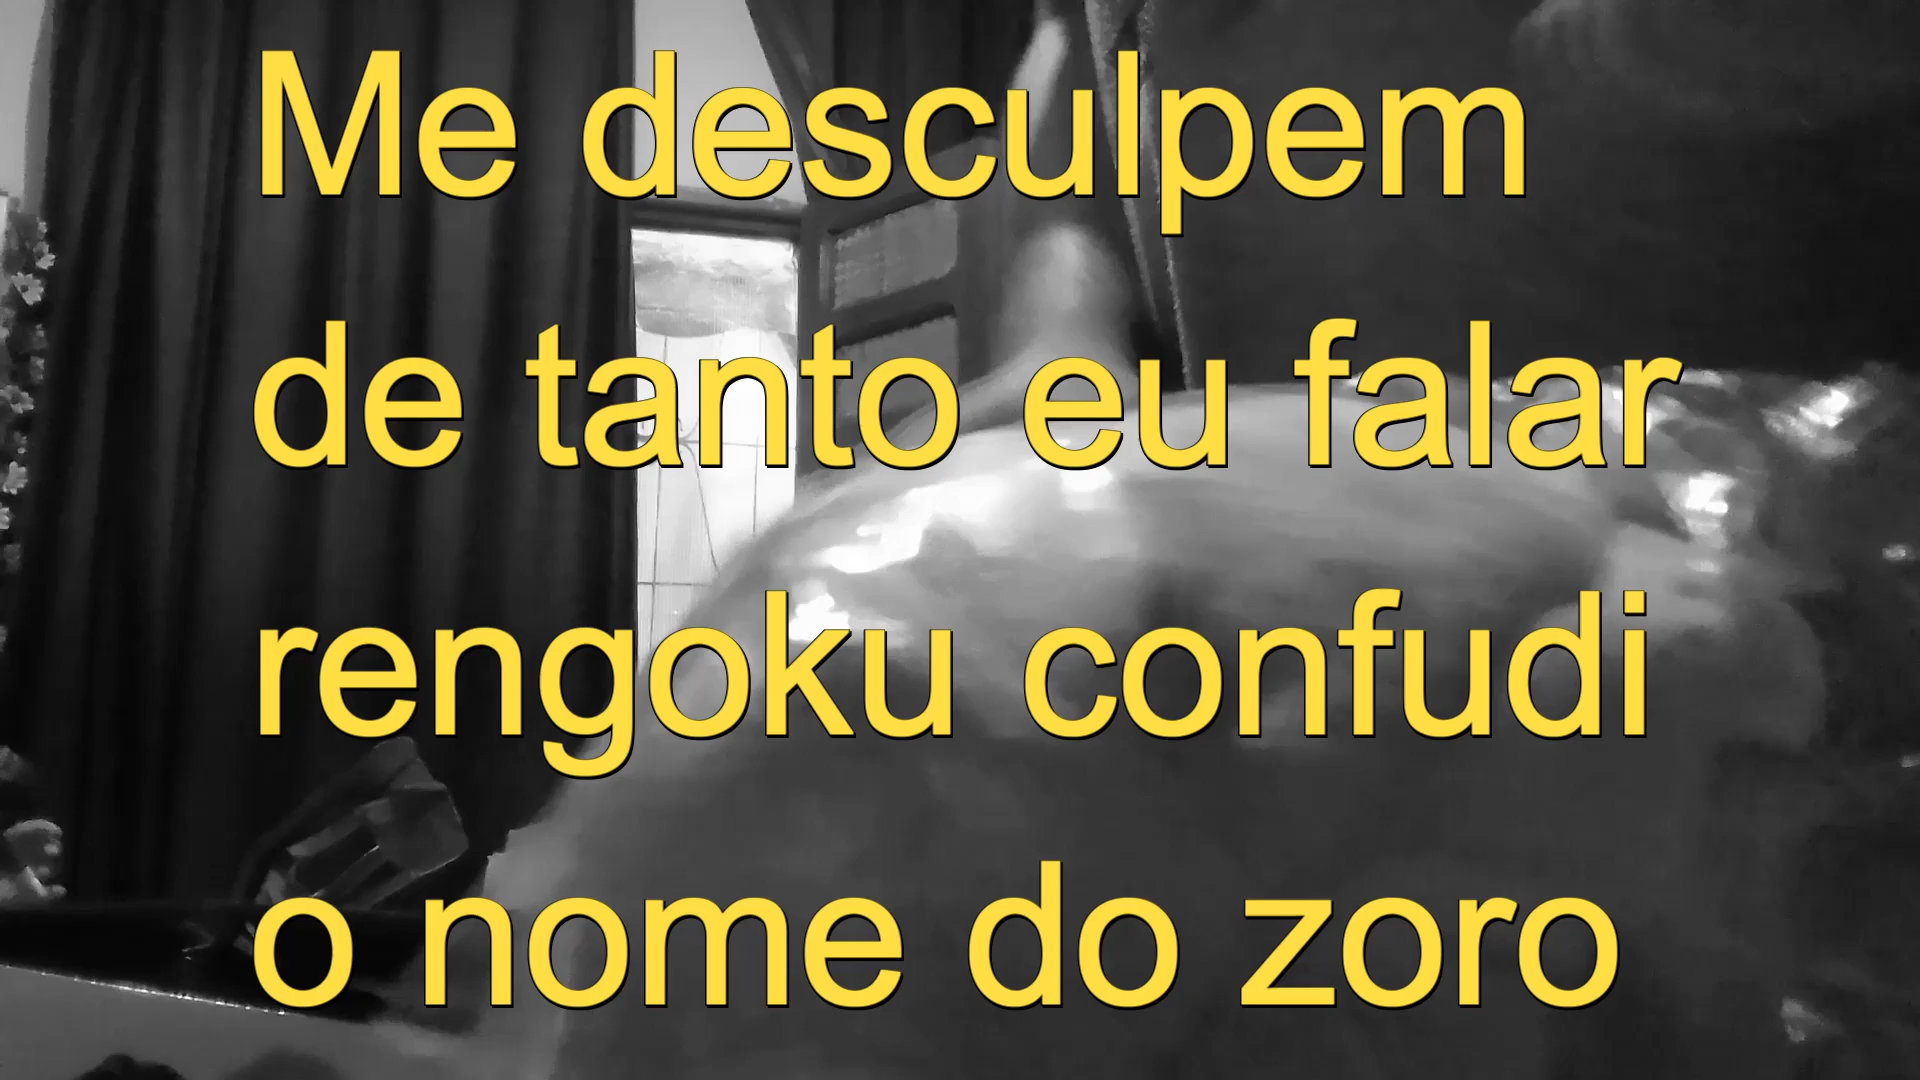 Me desculpem
de tanto eu falar
rengoku confudi
o nome do zoro